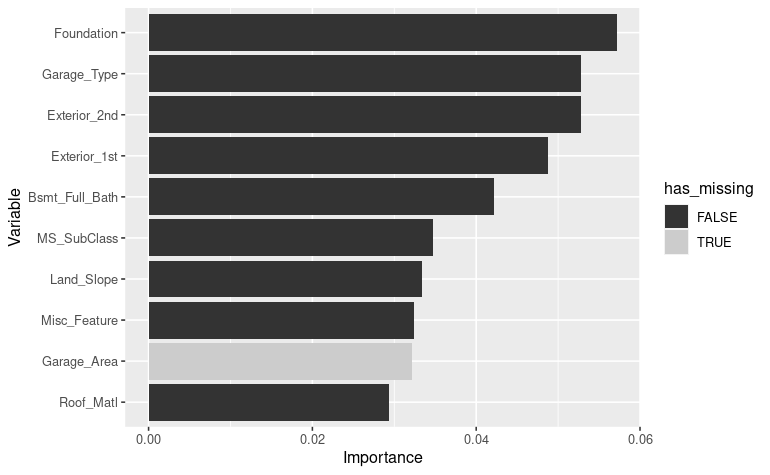 Foundation
Garage_Type
Exterior_2nd
Exterior_1st
Bsmt_Full_Bath
MS_SubClass
Land_Slope
Misc_Feature
Garage_Area
Roof_Matl
Variable
0.00 0.02 0.04 0.06
Importance
has_missing
FALSE
TRUE